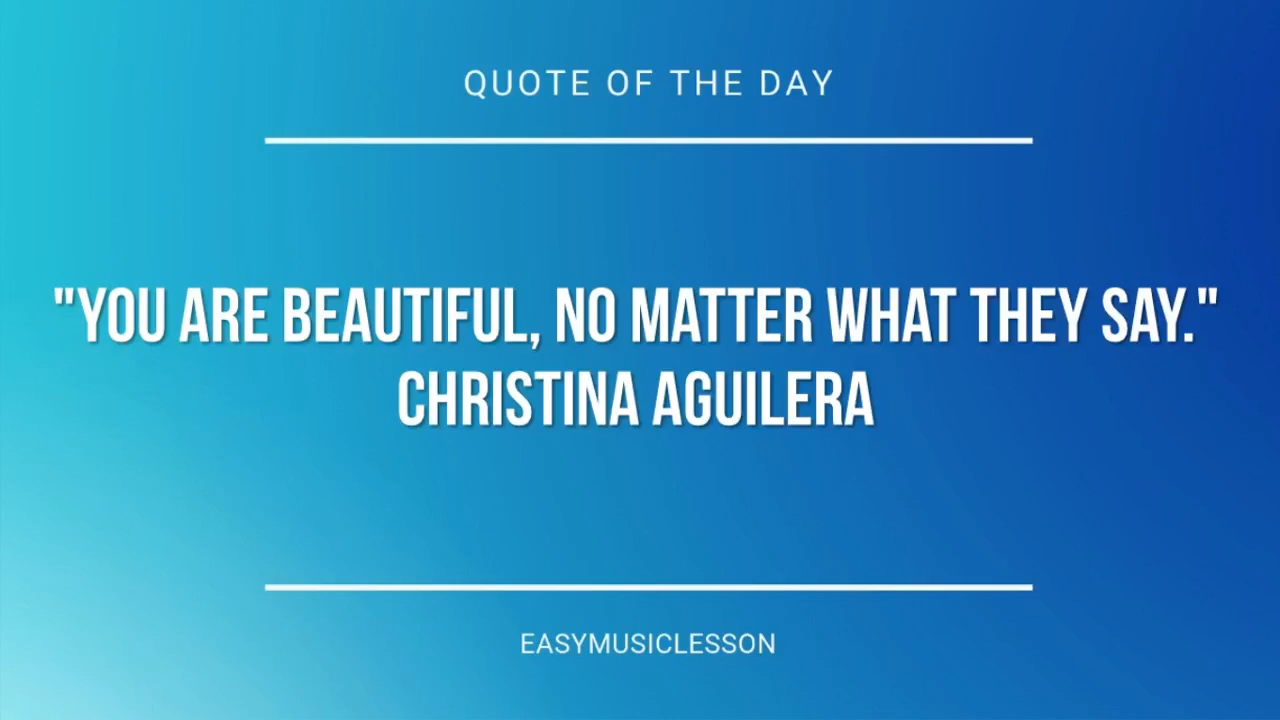 QUOTE OF THE DAY
"YOU ARE BEAUTIFUL, NO MATTER WHAT THEY SAY."
CHRISTINA AGUILERA
EASYMUSICLESSON